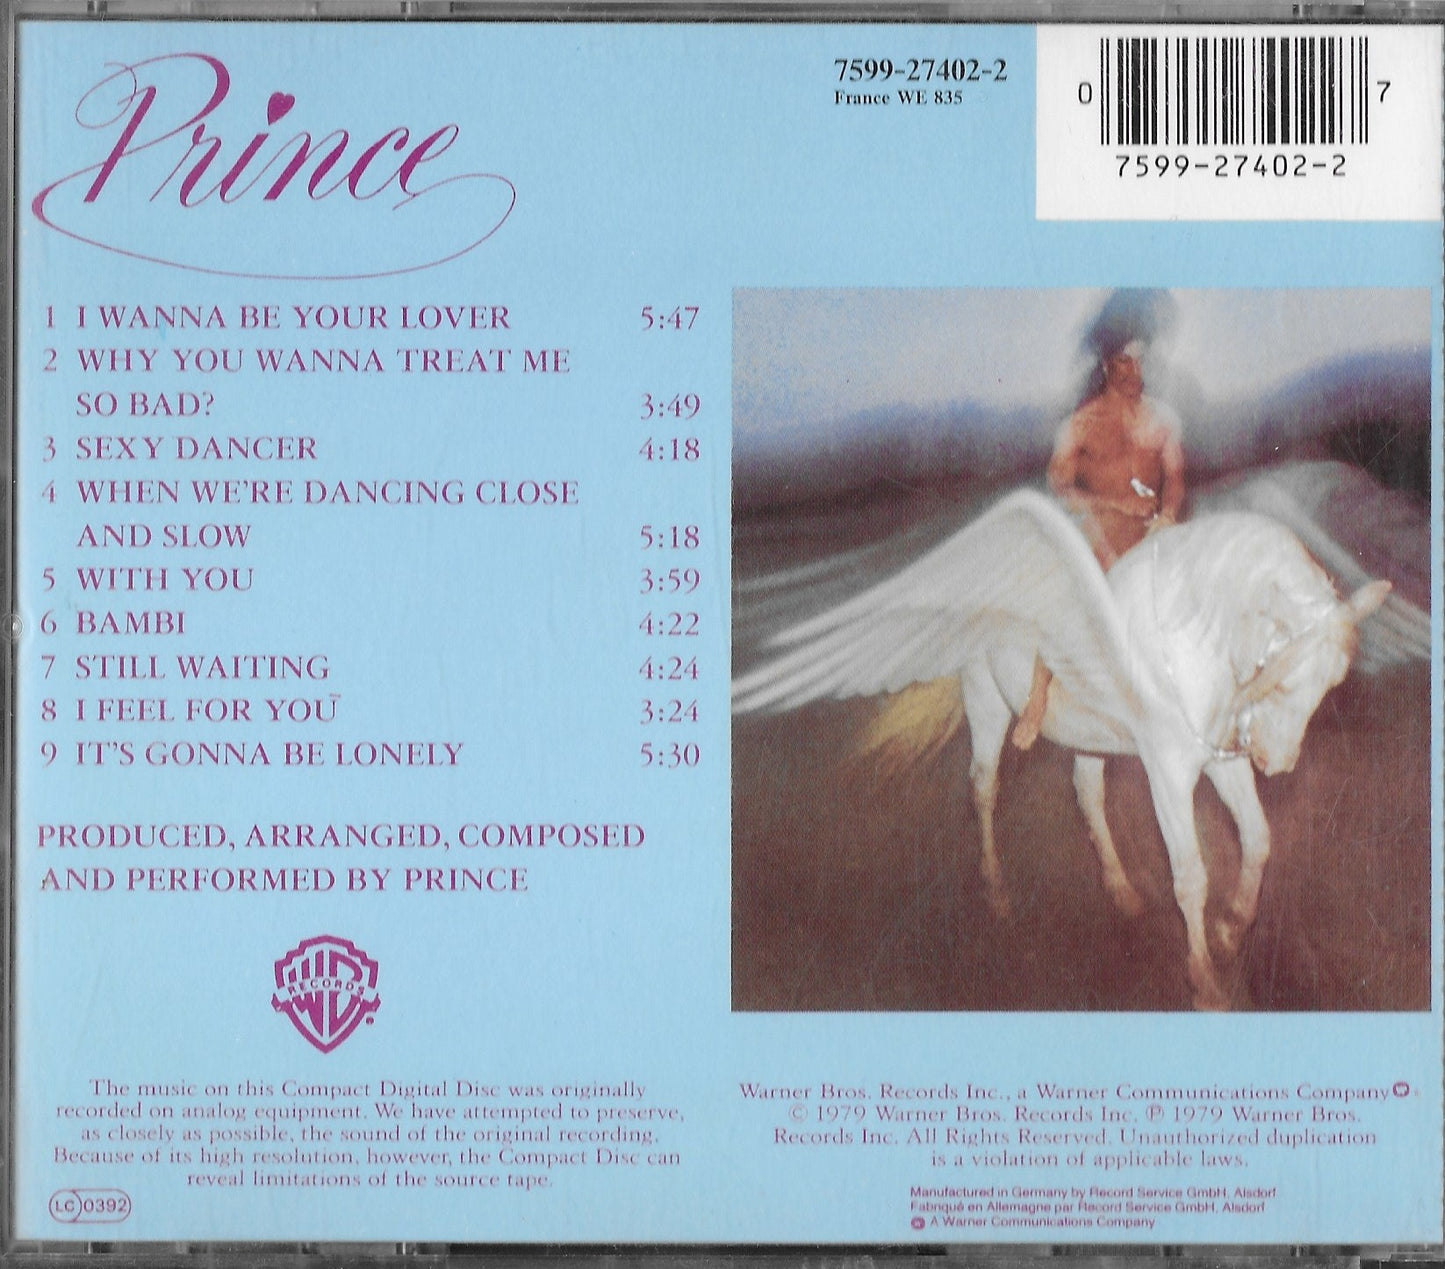 Prince
7599-27402-2
France WE 835
0 7
7599-27402-2
1 I WANNA BE YOUR LOVER 5:47
2 WHY YOU WANNA TREAT ME
SO BAD? 3:49
3 SEXY DANCER 4:18
4 WHEN WE'RE DANCING CLOSE
AND SLOW 5:18
5 WITH YOU 3:59
6 BAMBI 4:22
7 STILL WAITING 4:24
8 I FEEL FOR YOU 3:24
9 IT'S GONNA BE LONELY 5:30
PRODUCED, ARRANGED, COMPOSED
AND PERFORMED BY PRINCE
WB
RECORDS
The music on this Compact Digital Disc was originally
recorded on analog equipment. We have attempted to preserve,
as closely as possible, the sound of the original recording.
Because of its high resolution, however, the Compact Disc can
reveal limitations of the source tape.
LC 0392
Warner Bros. Records Inc., a Warner Communications Company
© 1979 Warner Bros. Records Inc. ℗ 1979 Warner Bros.
Records Inc. All Rights Reserved. Unauthorized duplication
is a violation of applicable laws.
Manufactured in Germany by Record Service GmbH, Alsdorf
Fabriqué en Allemagne par Record Service GmbH, Alsdorf
A Warner Communications Company